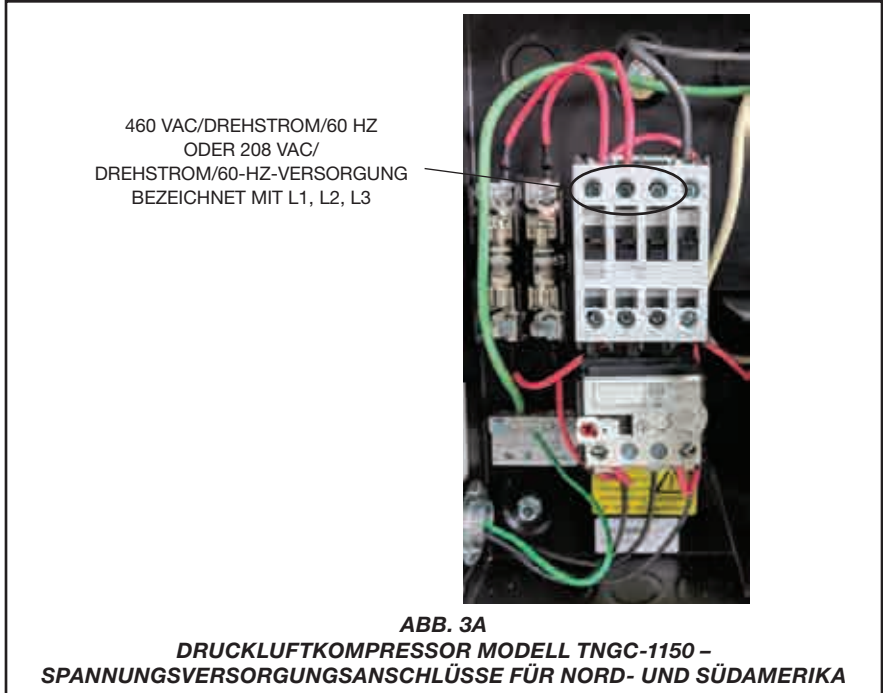 460 VAC/DREHSTROM/60 HZ
ODER 208 VAC/
DREHSTROM/60-HZ-VERSORGUNG
BEZEICHNET MIT L1, L2, L3
ABB. 3A
DRUCKLUFTKOMPRESSOR MODELL TNGC-1150 –
SPANNUNGSVERSORGUNGSANSCHLÜSSE FÜR NORD- UND SÜDAMERIKA